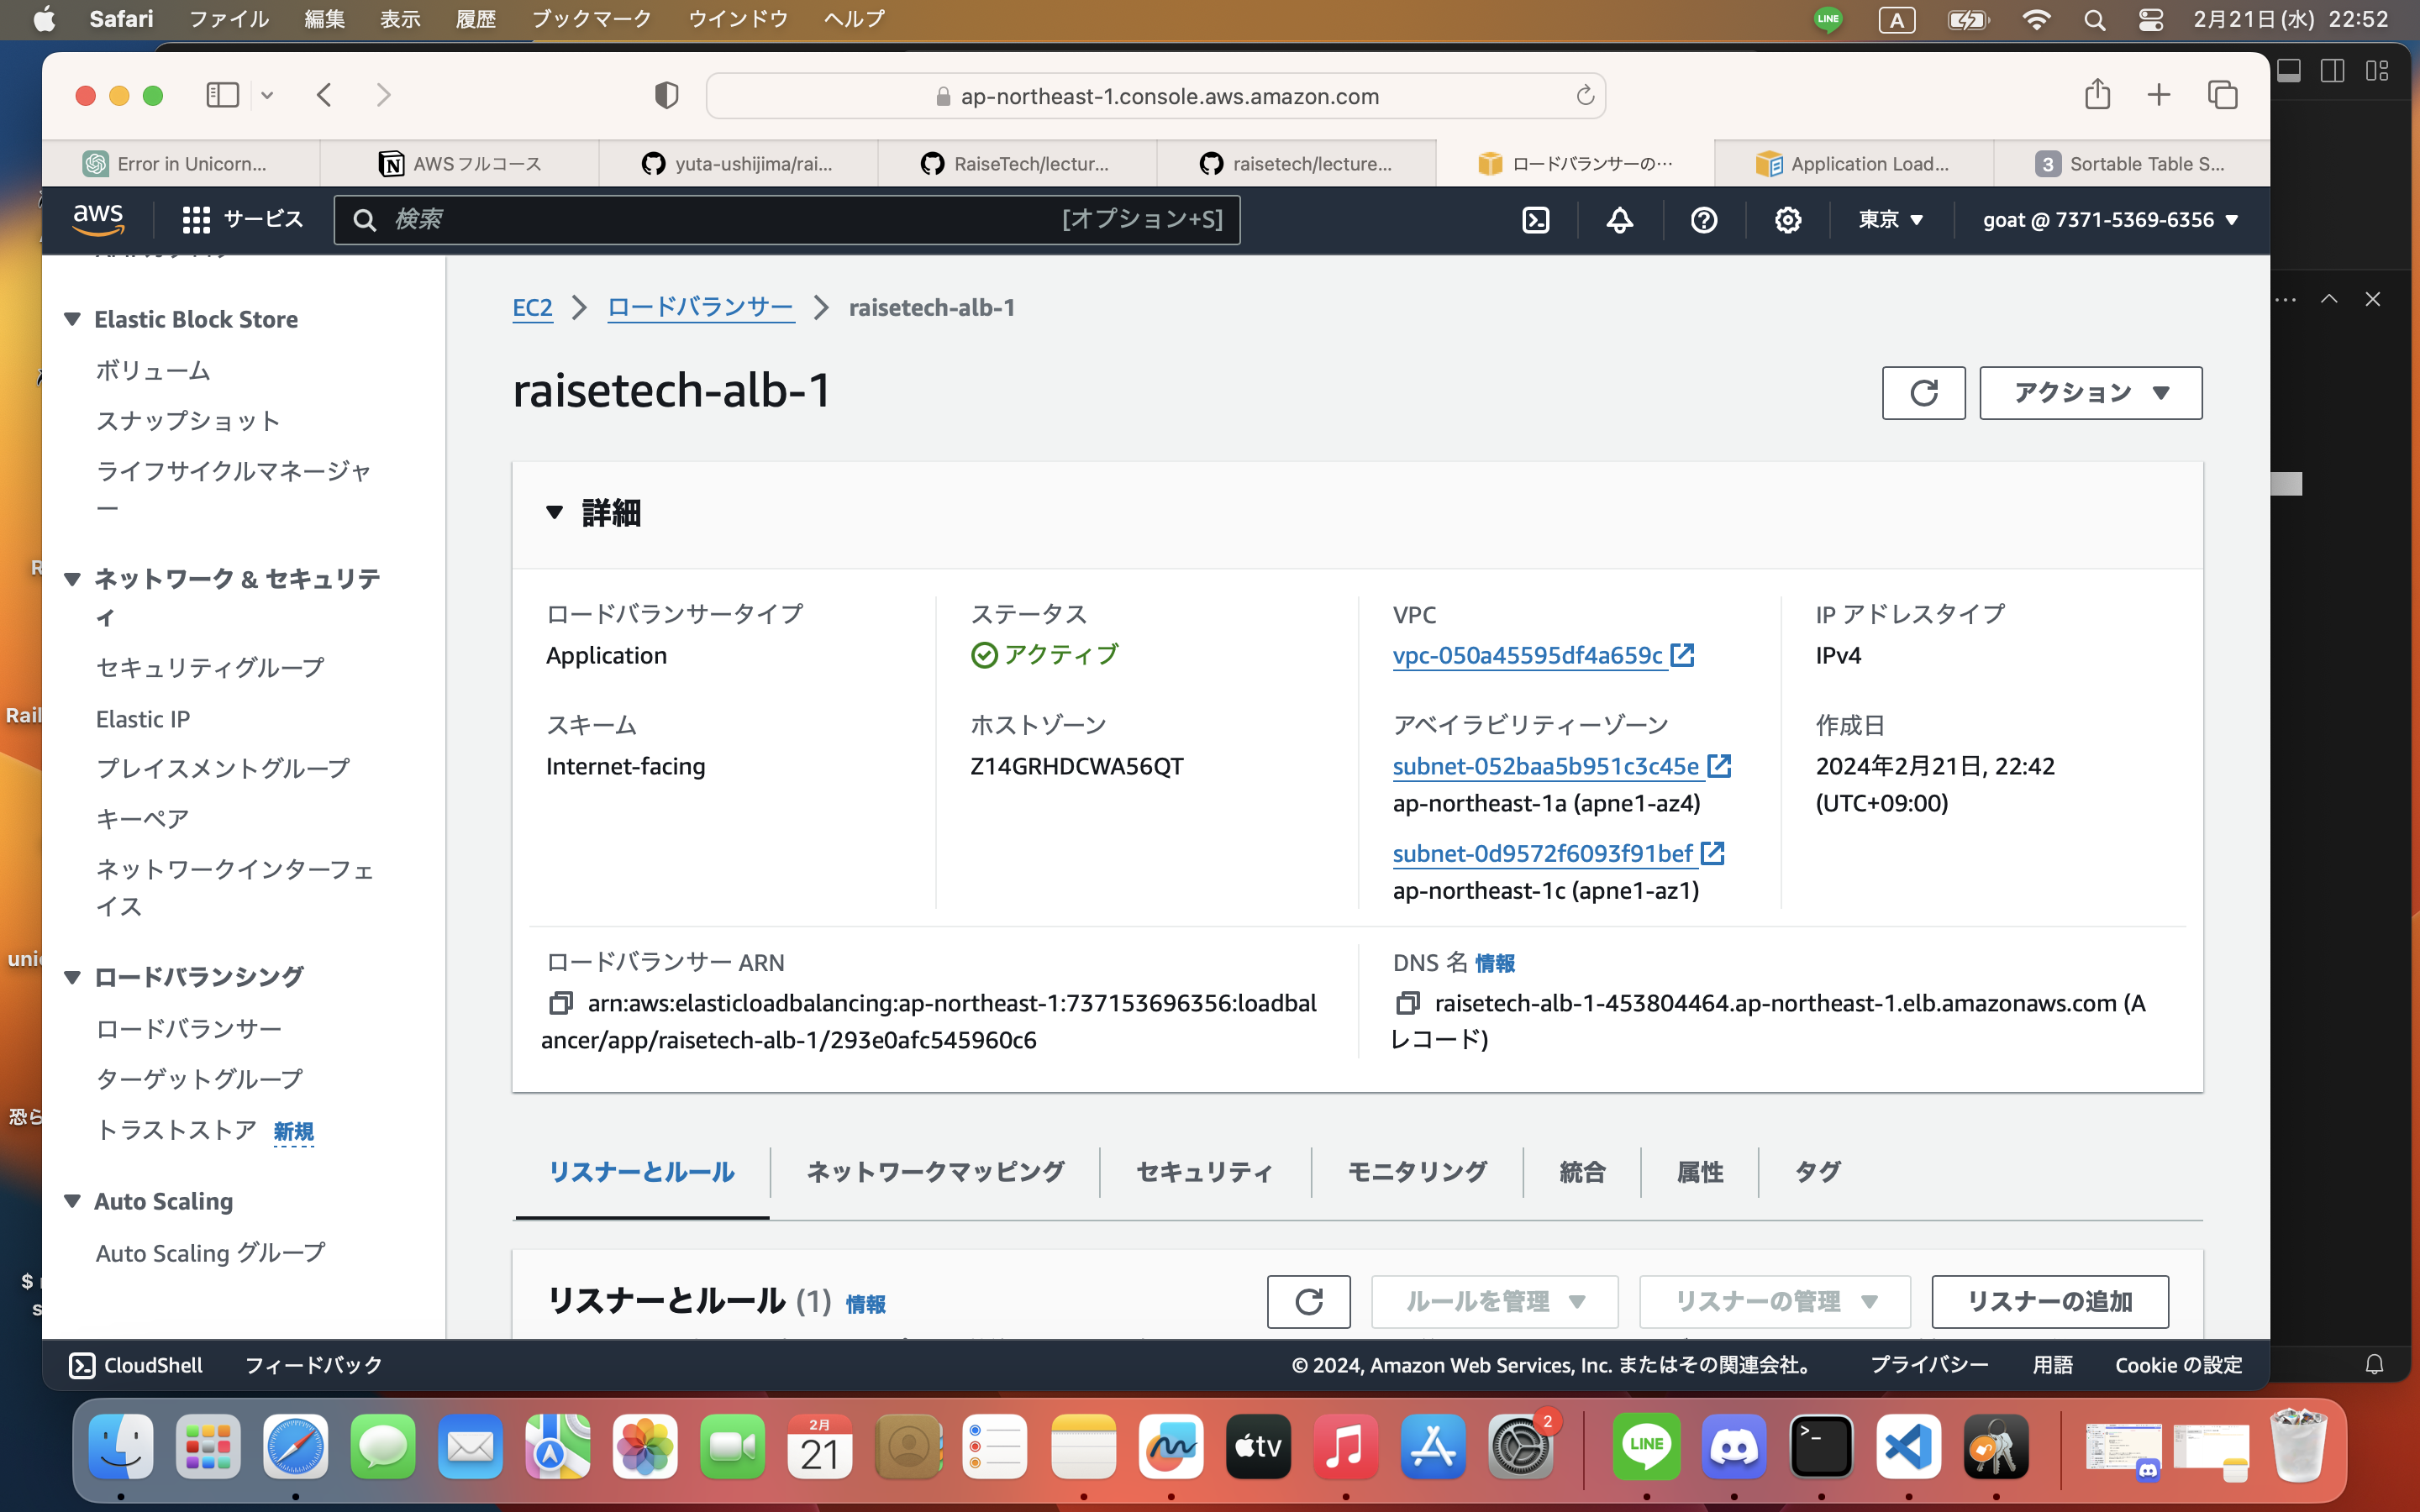 Safari ファイル 編集 表示 履歴 ブックマーク ウインドウ ヘルプ LINE A 2月21日(水) 22:52
ap-northeast-1.console.aws.amazon.com
Error in Unicorn... AWS フルコース yuta-ushijima/rai... RaiseTech/lectur... raisetech/lecture... ロードバランサーの… Application Load... 3 Sortable Table S...
aws サービス 検索 [オプション+S] 東京 goat @ 7371-5369-6356
EC2 ロードバランサー raisetech-alb-1
Elastic Block Store
ボリューム
スナップショット
ライフサイクルマネージャ
ー
ネットワーク & セキュリテ
ィ
セキュリティグループ
Elastic IP
プレイスメントグループ
キーペア
ネットワークインターフェ
イス
ロードバランシング
ロードバランサー
ターゲットグループ
トラストストア 新規
Auto Scaling
Auto Scaling グループ
raisetech-alb-1
アクション
詳細
ロードバランサータイプ
Application
ステータス
アクティブ
VPC
vpc-050a45595df4a659c
IP アドレスタイプ
IPv4
スキーム
Internet-facing
ホストゾーン
Z14GRHDCWA56QT
アベイラビリティーゾーン
subnet-052baa5b951c3c45e
ap-northeast-1a (apne1-az4)
subnet-0d9572f6093f91bef
ap-northeast-1c (apne1-az1)
作成日
2024年2月21日, 22:42
(UTC+09:00)
ロードバランサー ARN
arn:aws:elasticloadbalancing:ap-northeast-1:737153696356:loadbal
ancer/app/raisetech-alb-1/293e0afc545960c6
DNS 名 情報
raisetech-alb-1-453804464.ap-northeast-1.elb.amazonaws.com (A
レコード)
リスナーとルール ネットワークマッピング セキュリティ モニタリング 統合 属性 タグ
リスナーとルール (1) 情報
ルールを管理 リスナーの管理 リスナーの追加
CloudShell フィードバック © 2024, Amazon Web Services, Inc. またはその関連会社。 プライバシー 用語 Cookie の設定
Rail
unic
恐ら
$
s
2月
21
tv
2
LINE